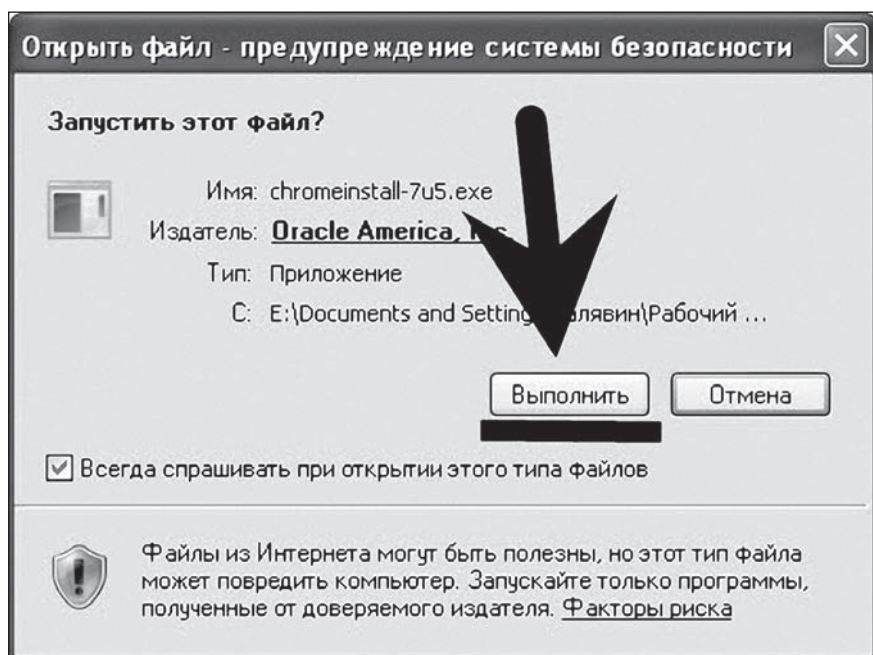 Открыть файл - предупреждение системы безопасности
Запустить этот файл?
Имя: chromeinstall-7u5.exe
Издатель: Oracle America,
Тип: Приложение
С: E:\Documents and Setting \Рабочий ...
Выполнить
Отмена
Всегда спрашивать при открытии этого типа файлов
Файлы из Интернета могут быть полезны, но этот тип файла
может повредить компьютер. Запускайте только программы,
полученные от доверяемого издателя. Факторы риска